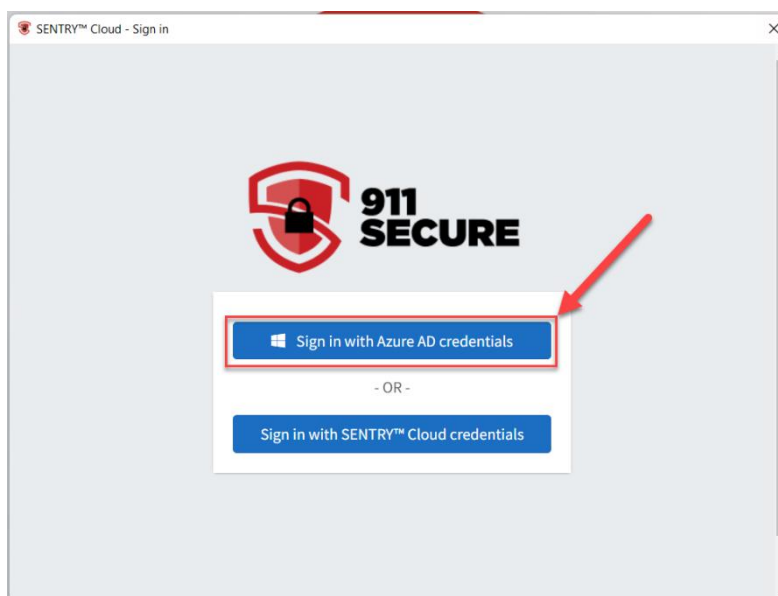 SENTRY™ Cloud - Sign in
911
SECURE
Sign in with Azure AD credentials
- OR -
Sign in with SENTRY™ Cloud credentials